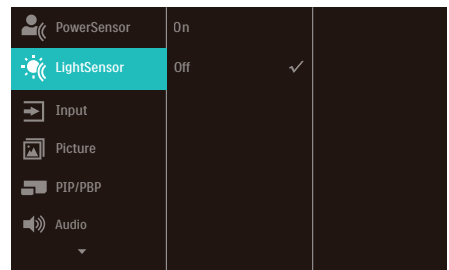 PowerSensor
On
LightSensor
Off
Input
Picture
PIP/PBP
Audio